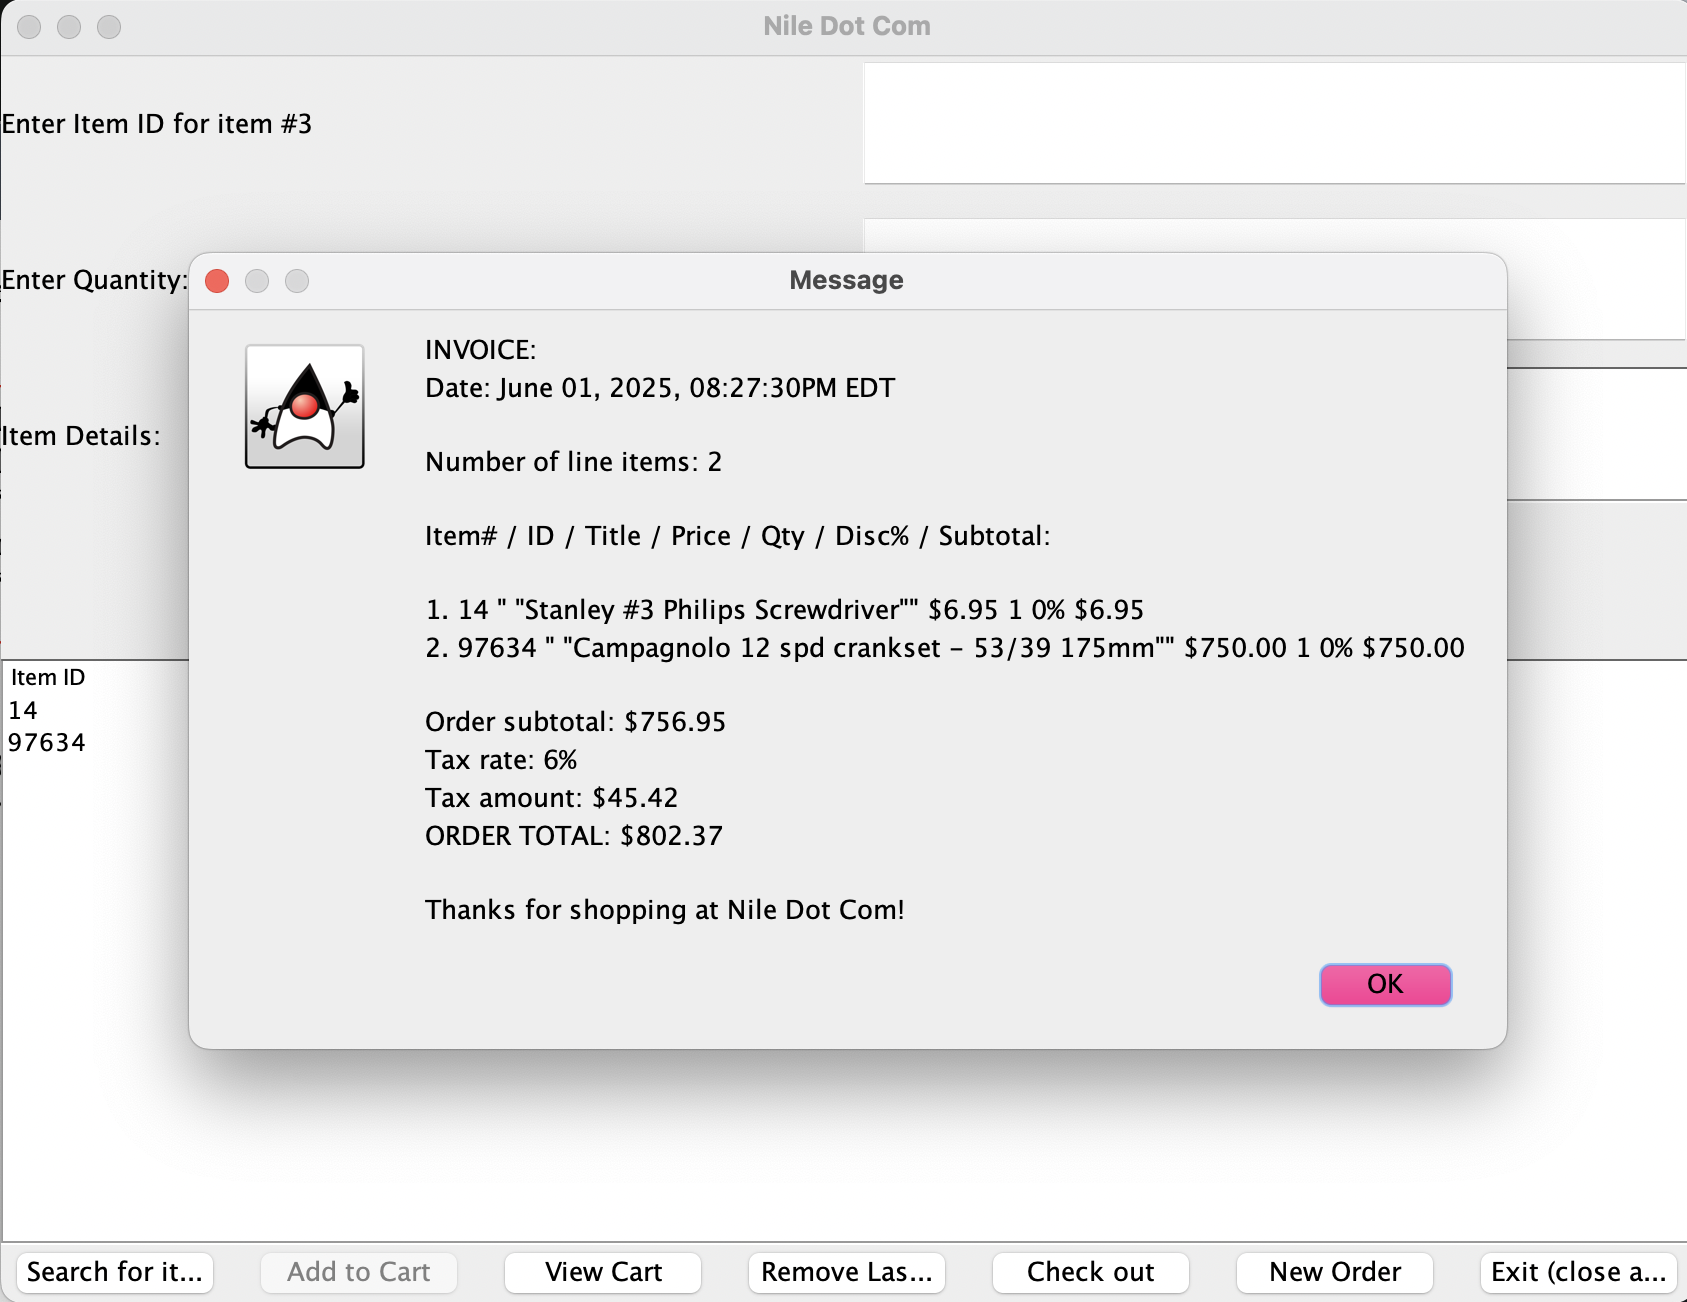 Nile Dot Com
Enter Item ID for item #3
Enter Quantity:
Message
INVOICE:
Date: June 01, 2025, 08:27:30PM EDT
Item Details:
Number of line items: 2
Item# / ID / Title / Price / Qty / Disc% / Subtotal:
1. 14 " "Stanley #3 Philips Screwdriver"" $6.95 1 0% $6.95
2. 97634 " "Campagnolo 12 spd crankset - 53/39 175mm"" $750.00 1 0% $750.00
Item ID
14
97634
Order subtotal: $756.95
Tax rate: 6%
Tax amount: $45.42
ORDER TOTAL: $802.37
Thanks for shopping at Nile Dot Com!
OK
Search for it...
Add to Cart
View Cart
Remove Las...
Check out
New Order
Exit (close a...